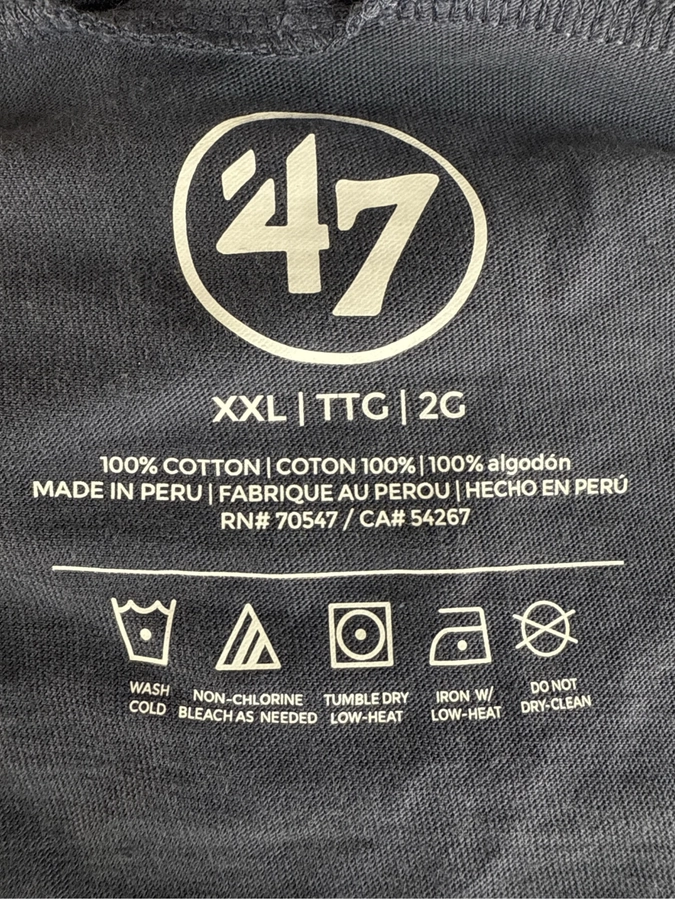 '47
XXL | TTG | 2G
100% COTTON | COTON 100% | 100% algodón
MADE IN PERU | FABRIQUE AU PEROU | HECHO EN PERÚ
RN# 70547 / CA# 54267
WASH COLD
NON-CHLORINE BLEACH AS NEEDED
TUMBLE DRY LOW-HEAT
IRON W/ LOW-HEAT
DO NOT DRY-CLEAN